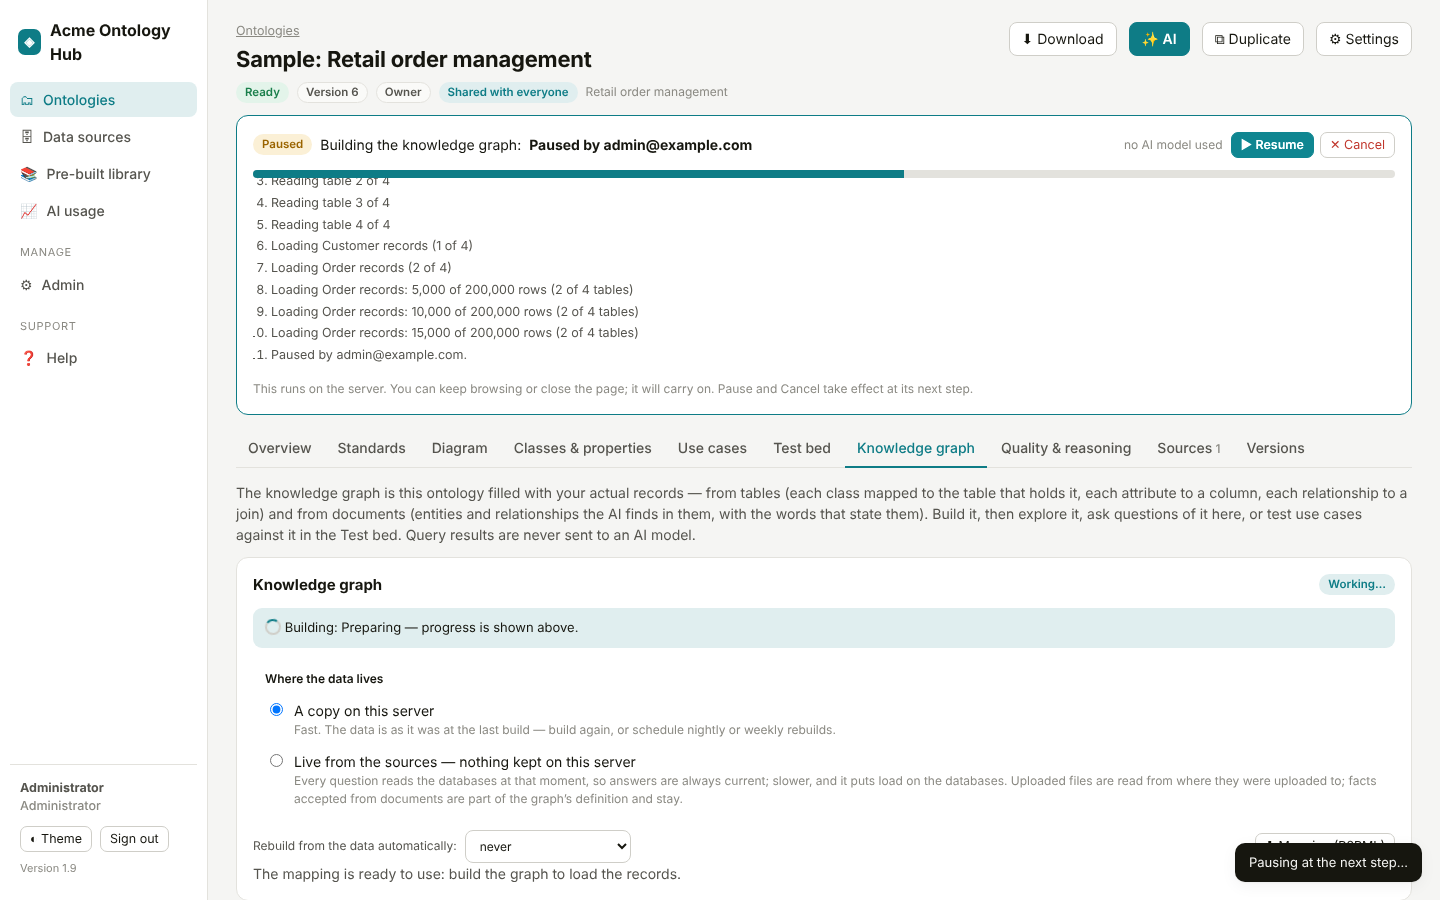 Acme Ontology
Hub
Ontologies
Data sources
Pre-built library
AI usage
MANAGE
Admin
SUPPORT
Help
Administrator
Administrator
Theme
Sign out
Version 1.9
Ontologies
Sample: Retail order management
Download
AI
Duplicate
Settings
Ready
Version 6
Owner
Shared with everyone
Retail order management
Paused
Building the knowledge graph: Paused by admin@example.com
no AI model used
Resume
✕ Cancel
3. Reading table 2 of 4
4. Reading table 3 of 4
5. Reading table 4 of 4
6. Loading Customer records (1 of 4)
7. Loading Order records (2 of 4)
8. Loading Order records: 5,000 of 200,000 rows (2 of 4 tables)
9. Loading Order records: 10,000 of 200,000 rows (2 of 4 tables)
0. Loading Order records: 15,000 of 200,000 rows (2 of 4 tables)
1. Paused by admin@example.com.
This runs on the server. You can keep browsing or close the page; it will carry on. Pause and Cancel take effect at its next step.
Overview
Standards
Diagram
Classes & properties
Use cases
Test bed
Knowledge graph
Quality & reasoning
Sources 1
Versions
The knowledge graph is this ontology filled with your actual records — from tables (each class mapped to the table that holds it, each attribute to a column, each relationship to a
join) and from documents (entities and relationships the AI finds in them, with the words that state them). Build it, then explore it, ask questions of it here, or test use cases
against it in the Test bed. Query results are never sent to an AI model.
Knowledge graph
Working…
Building: Preparing — progress is shown above.
Where the data lives
A copy on this server
Fast. The data is as it was at the last build — build again, or schedule nightly or weekly rebuilds.
Live from the sources — nothing kept on this server
Every question reads the databases at that moment, so answers are always current; slower, and it puts load on the databases. Uploaded files are read from where they were uploaded to; facts
accepted from documents are part of the graph's definition and stay.
Rebuild from the data automatically:
never
The mapping is ready to use: build the graph to load the records.
Pausing at the next step…